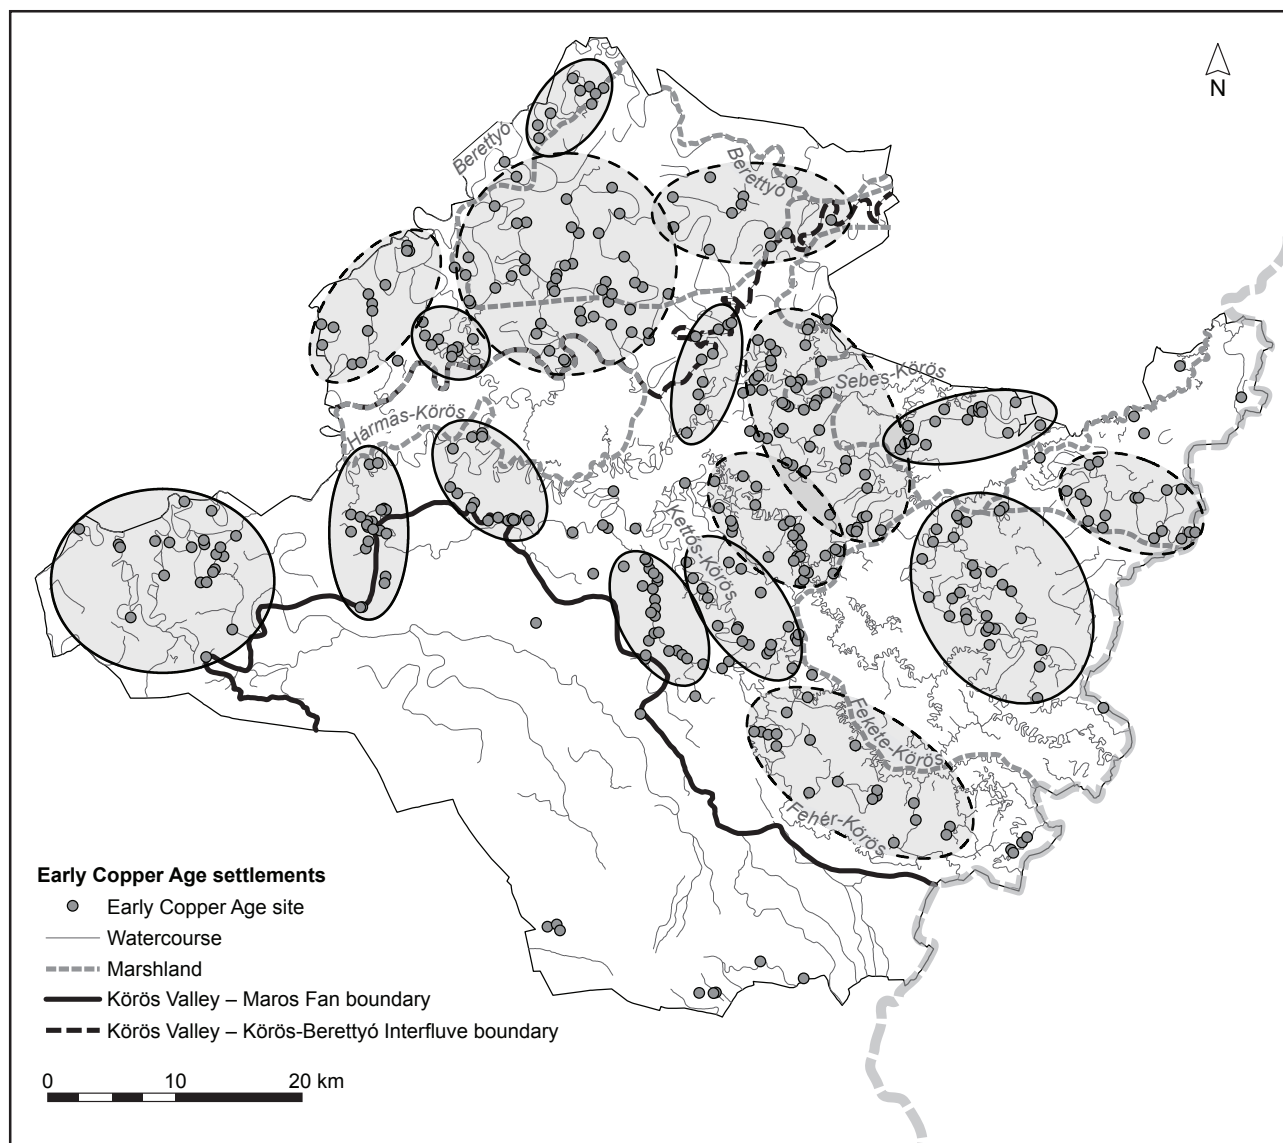 N
Berettyó
Berettyó
Sebes-Körös
Hármas-Körös
Kettős-Körös
Fekete-Körös
Fehér-Körös
Early Copper Age settlements
Early Copper Age site
Watercourse
Marshland
Körös Valley – Maros Fan boundary
Körös Valley – Körös-Berettyó Interfluve boundary
0 10 20 km